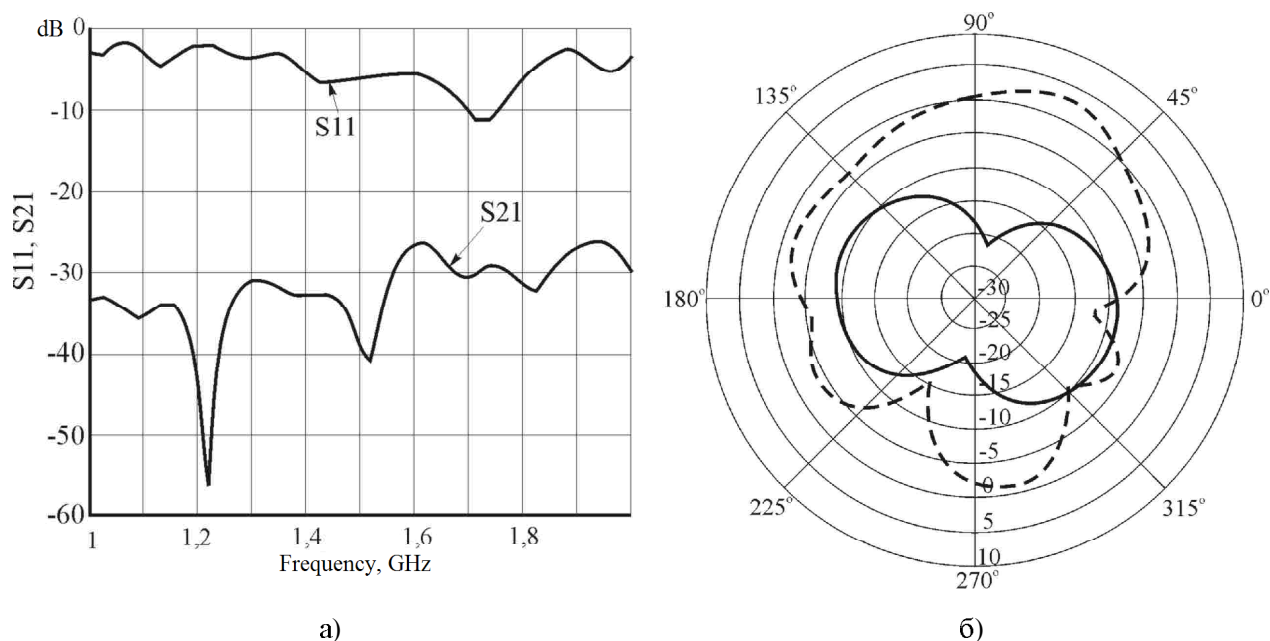 dB 0
-10
-20
-30
-40
-50
-60
S11, S21
S11
S21
1 1,2 1,4 1,6 1,8
Frequency, GHz
а)
90°
135° 45°
180° 0°
225° 315°
270°
-30
-25
-20
-15
-10
-5
0
5
10
б)